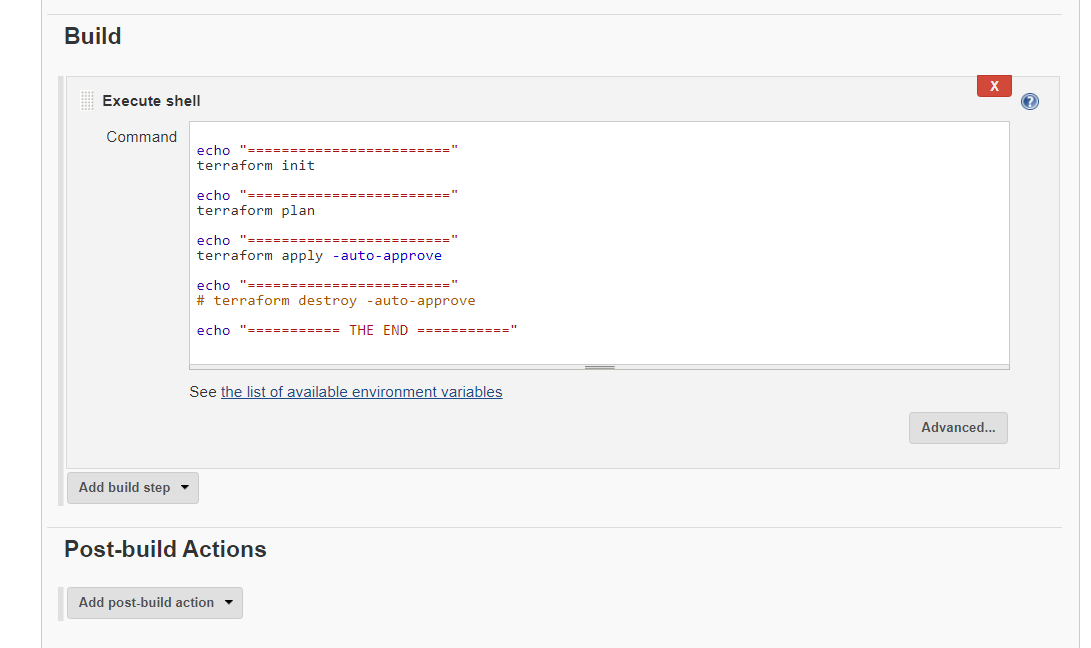 Build
X
Execute shell
?
Command
echo "========================"
terraform init
echo "========================"
terraform plan
echo "========================"
terraform apply -auto-approve
echo "========================"
# terraform destroy -auto-approve
echo "=========== THE END ==========="
See the list of available environment variables
Advanced...
Add build step
Post-build Actions
Add post-build action